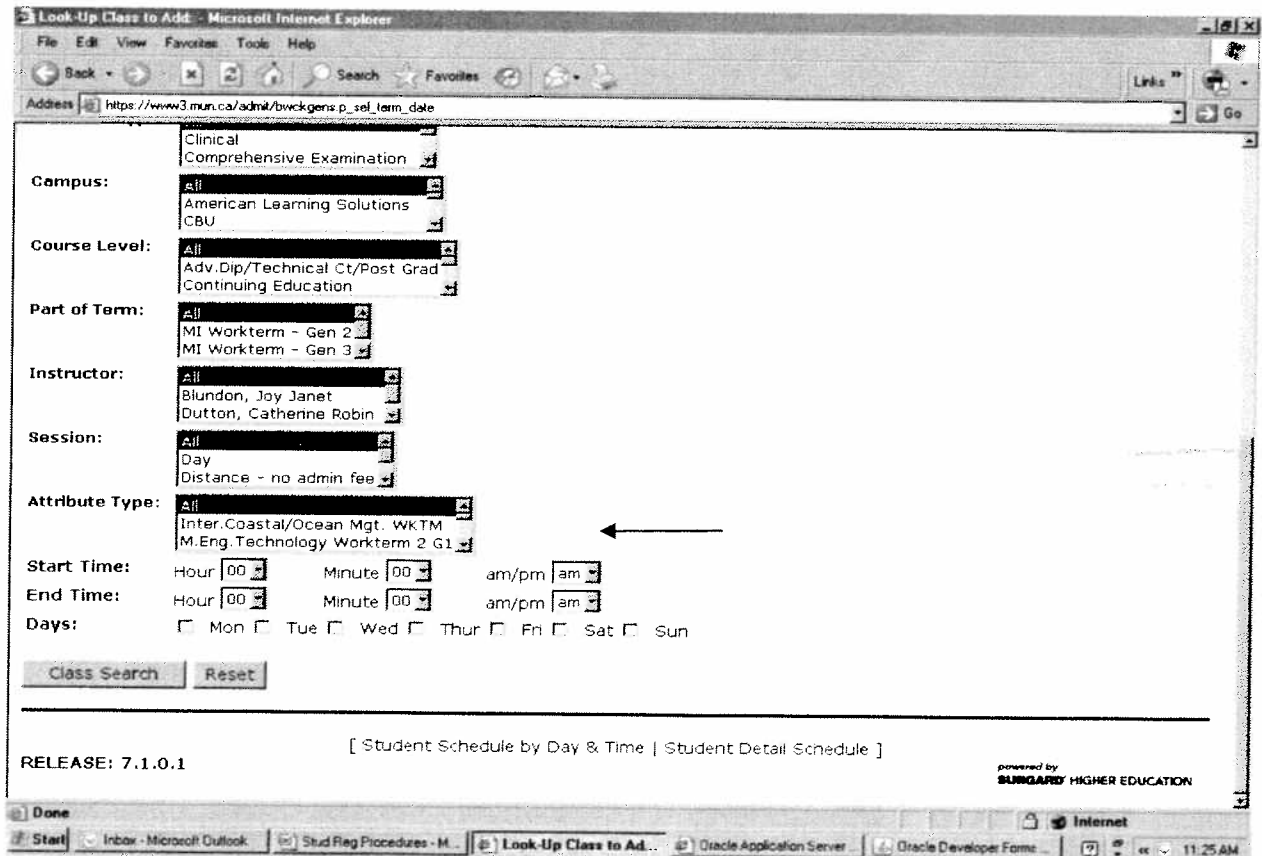 Look-Up Class to Add: - Microsoft Internet Explorer
File Edit View Favorites Tools Help
Back Search Favorites Links »
Address https://www3.mun.ca/admit/bwckgens.p_sel_term_date Go
Clinical
Comprehensive Examination
Campus: All
American Learning Solutions
CBU
Course Level: All
Adv.Dip/Technical Ct/Post Grad
Continuing Education
Part of Term: All
MI Workterm - Gen 2
MI Workterm - Gen 3
Instructor: All
Blundon, Joy Janet
Dutton, Catherine Robin
Session: All
Day
Distance - no admin fee
Attribute Type: All
Inter.Coastal/Ocean Mgt. WKTM
M.Eng.Technology Workterm 2 G1
Start Time: Hour 00 Minute 00 am/pm am
End Time: Hour 00 Minute 00 am/pm am
Days: Mon Tue Wed Thur Fri Sat Sun
Class Search Reset
[ Student Schedule by Day & Time | Student Detail Schedule ]
RELEASE: 7.1.0.1
powered by
SUNGARD HIGHER EDUCATION
Done Internet
Start Inbox - Microsoft Outlook Stud Reg Procedures - M... Look-Up Class to Ad... Oracle Application Server... Oracle Developer Forms... ? « 11:25 AM